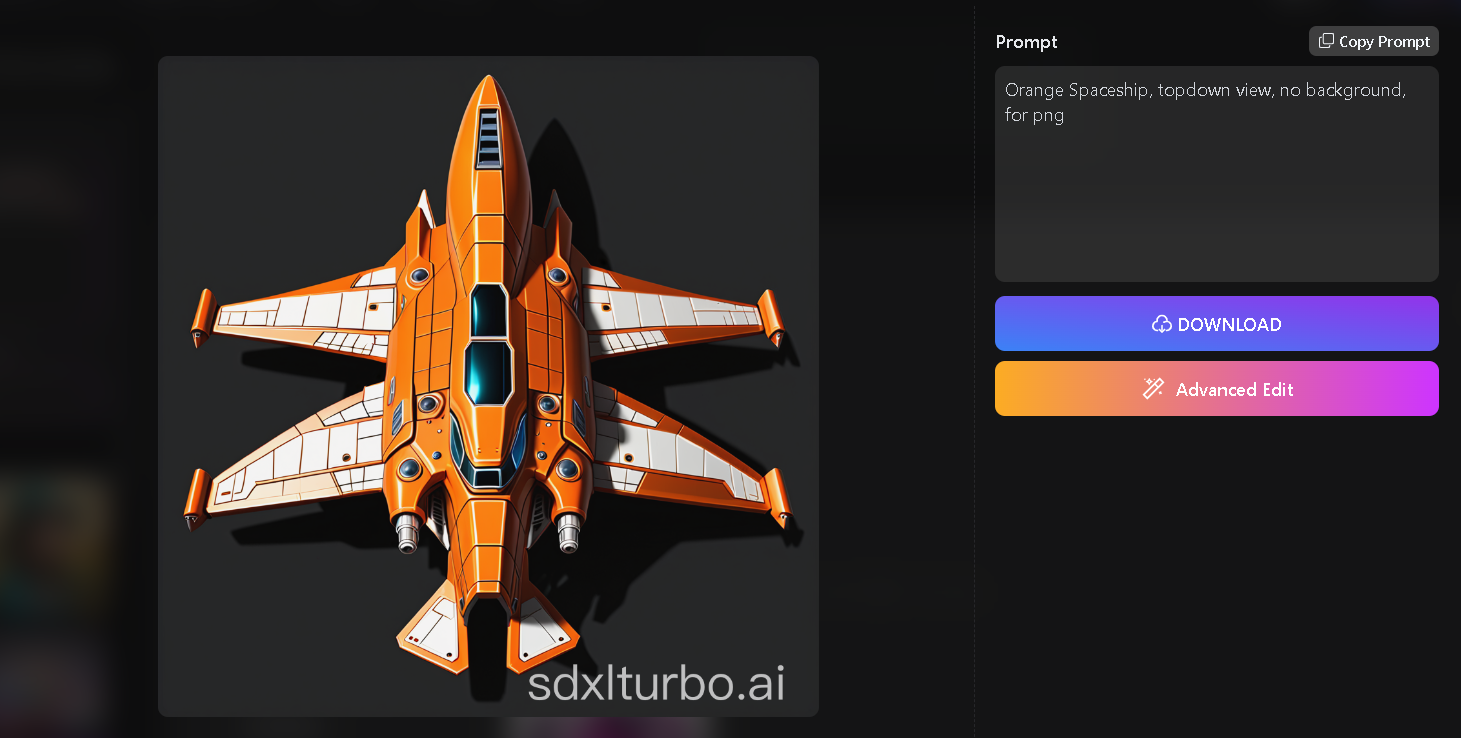 Prompt
Copy Prompt
Orange Spaceship, topdown view, no background,
for png
DOWNLOAD
Advanced Edit
sdxlturbo.ai